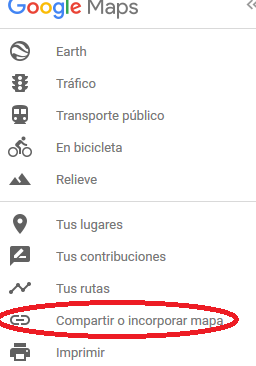 Google Maps
Earth
Tráfico
Transporte público
En bicicleta
Relieve
Tus lugares
Tus contribuciones
Tus rutas
Compartir o incorporar mapa
Imprimir